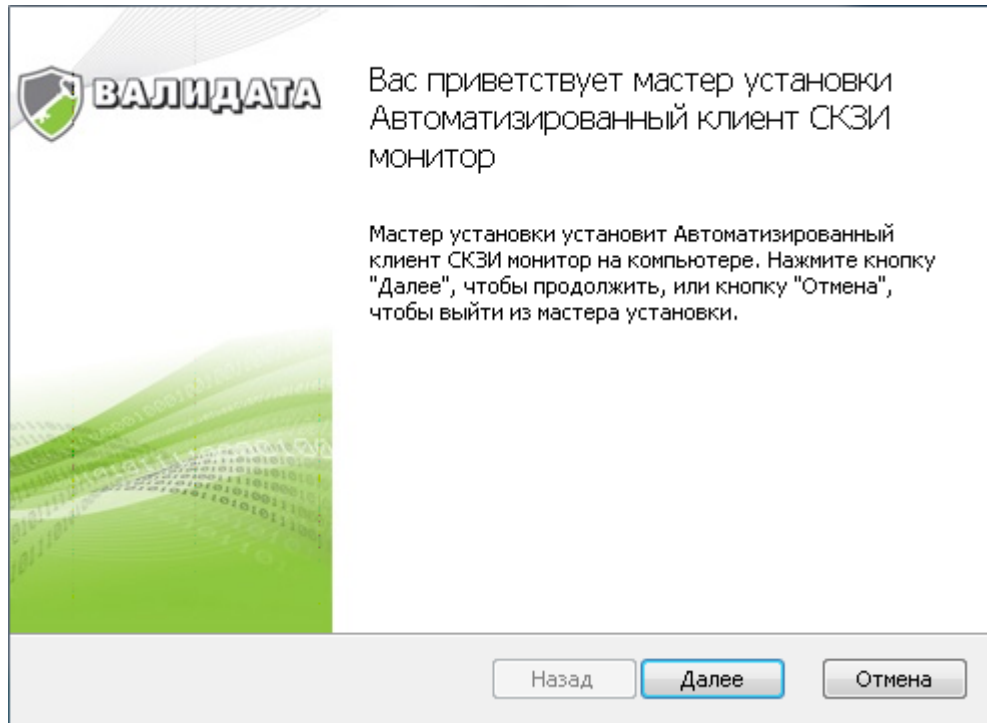 ВАЛИДАТА
Вас приветствует мастер установки
Автоматизированный клиент СКЗИ
монитор
Мастер установки установит Автоматизированный
клиент СКЗИ монитор на компьютере. Нажмите кнопку
"Далее", чтобы продолжить, или кнопку "Отмена",
чтобы выйти из мастера установки.
Назад
Далее
Отмена